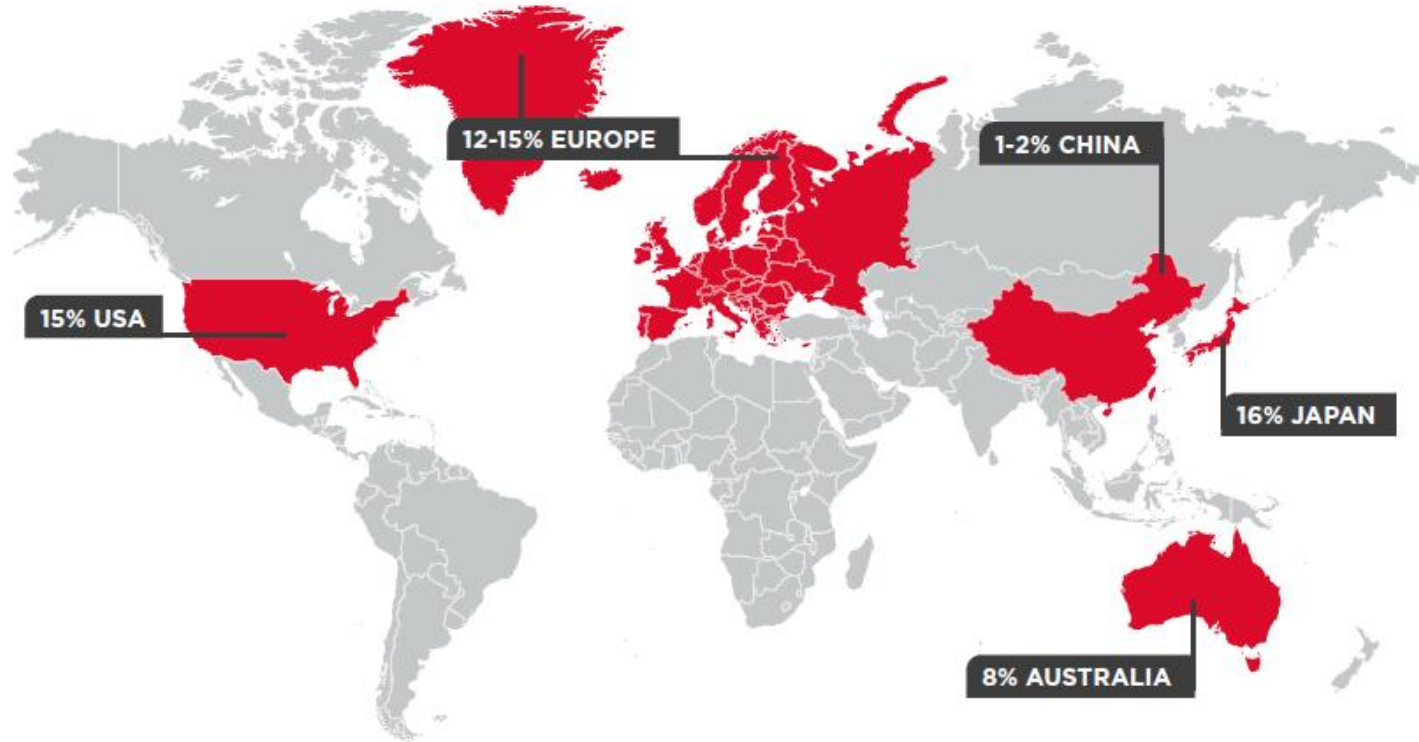 12-15% EUROPE
1-2% CHINA
15% USA
16% JAPAN
8% AUSTRALIA